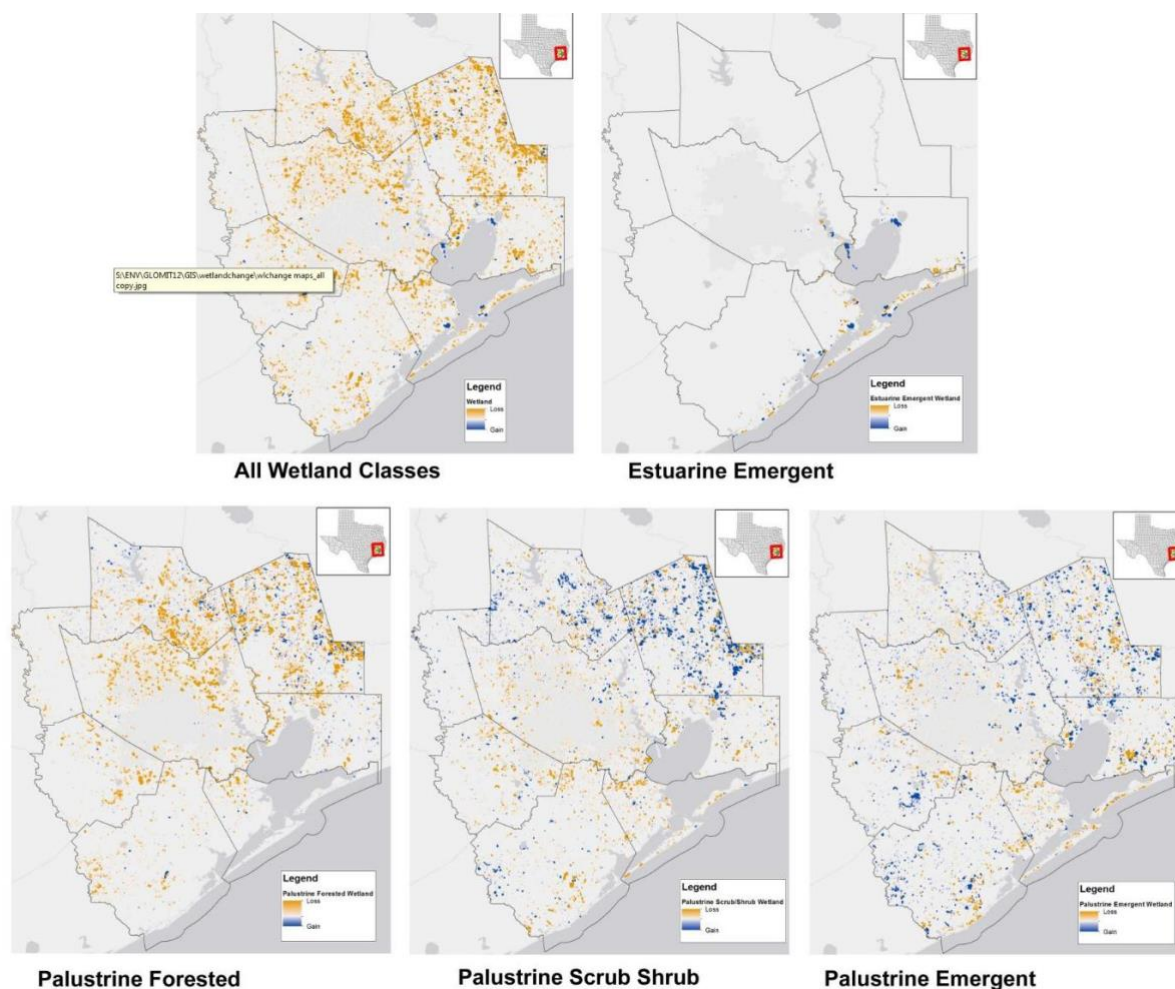 S:\ENV\GLOMIT12\GIS\wetlandchange\wlchange maps_all
copy.jpg
Legend
Wetland
Loss
Gain
All Wetland Classes
Legend
Estuarine Emergent Wetland
Loss
Gain
Estuarine Emergent
Legend
Palustrine Forested Wetland
Loss
Gain
Palustrine Forested
Legend
Palustrine Scrub/Shrub Wetland
Loss
Gain
Palustrine Scrub Shrub
Legend
Palustrine Emergent Wetland
Loss
Gain
Palustrine Emergent